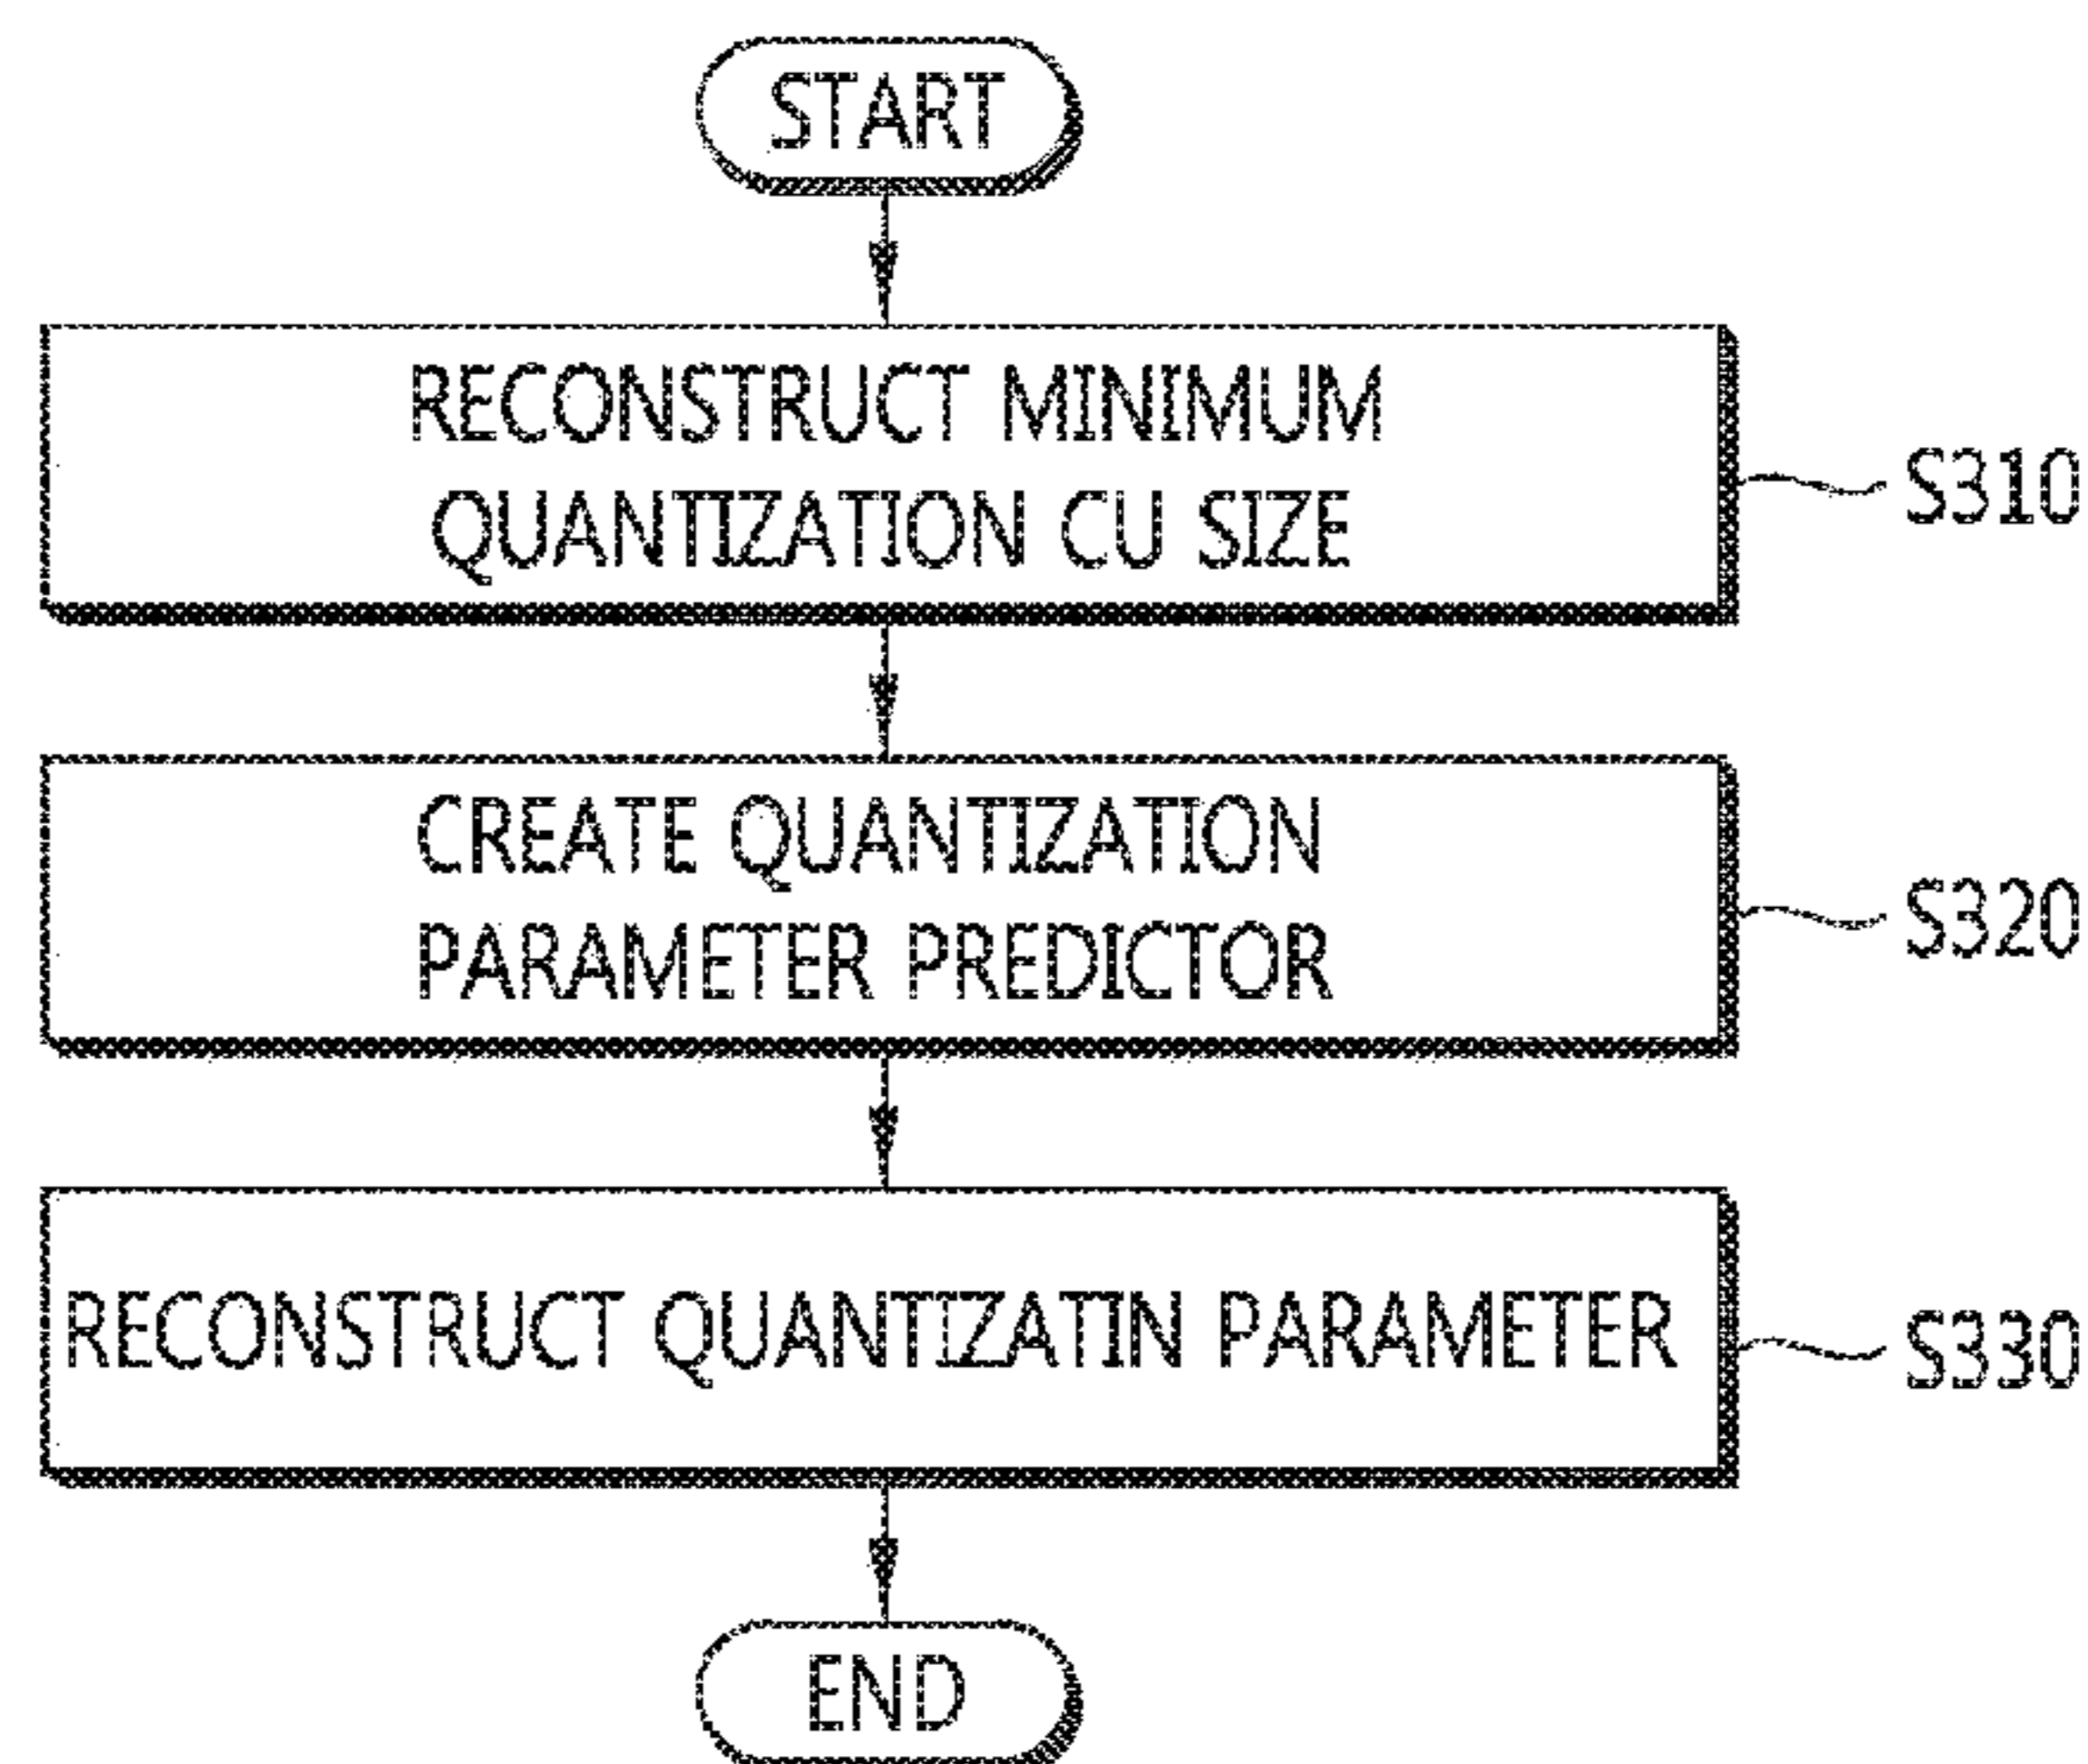 START
RECONSTRUCT MINIMUM
QUANTIZATION CU SIZE
S310
CREATE QUANTIZATION
PARAMETER PREDICTOR
S320
RECONSTRUCT QUANTIZATIN PARAMETER
S330
END